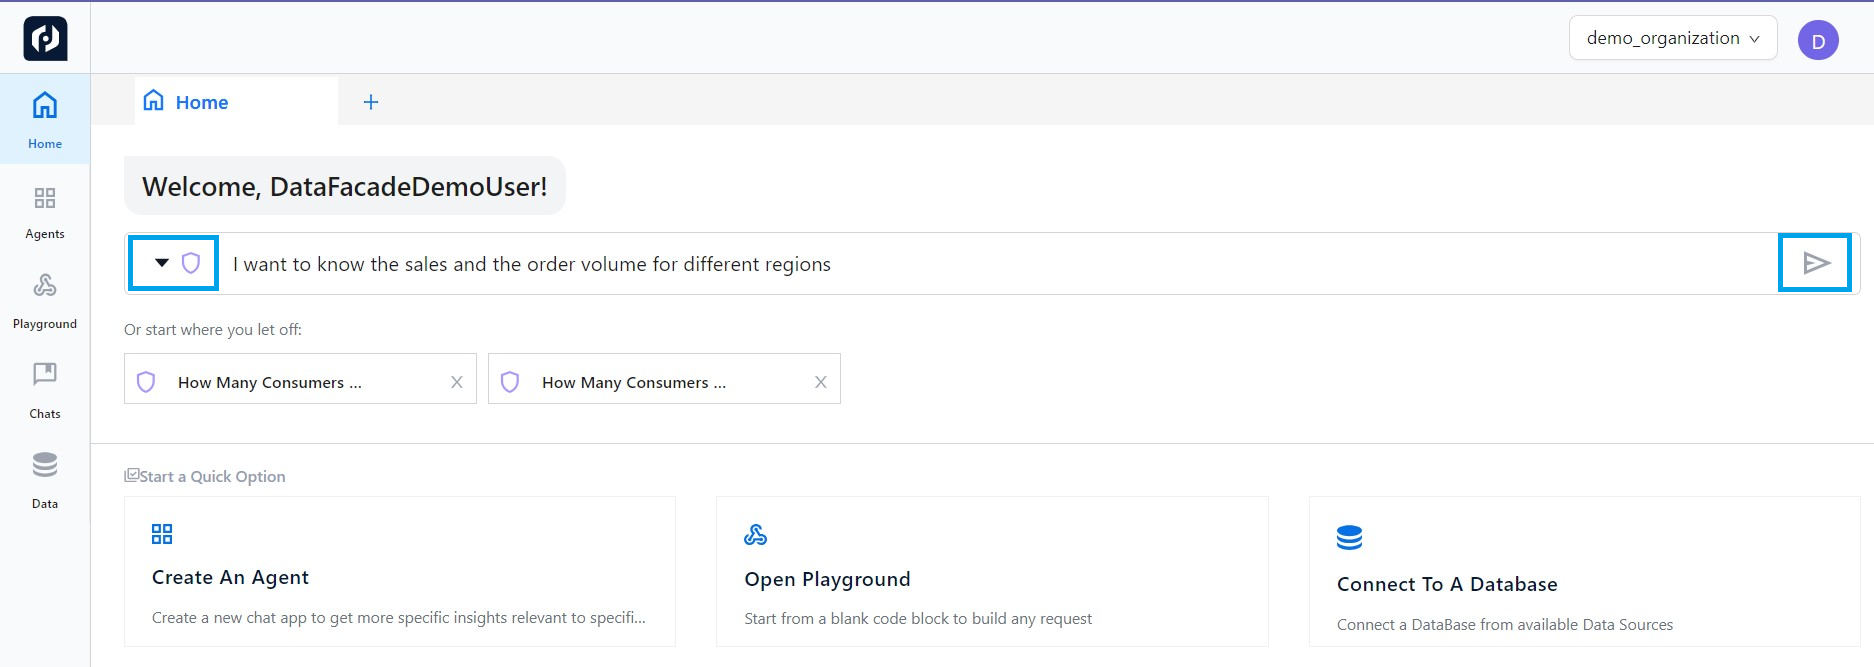 demo_organization
D
Home
Home
Agents
Playground
Chats
Data
Welcome, DataFacadeDemoUser!
I want to know the sales and the order volume for different regions
Or start where you let off:
How Many Consumers ... X
How Many Consumers ... X
Start a Quick Option
Create An Agent
Create a new chat app to get more specific insights relevant to specifi...
Open Playground
Start from a blank code block to build any request
Connect To A Database
Connect a DataBase from available Data Sources